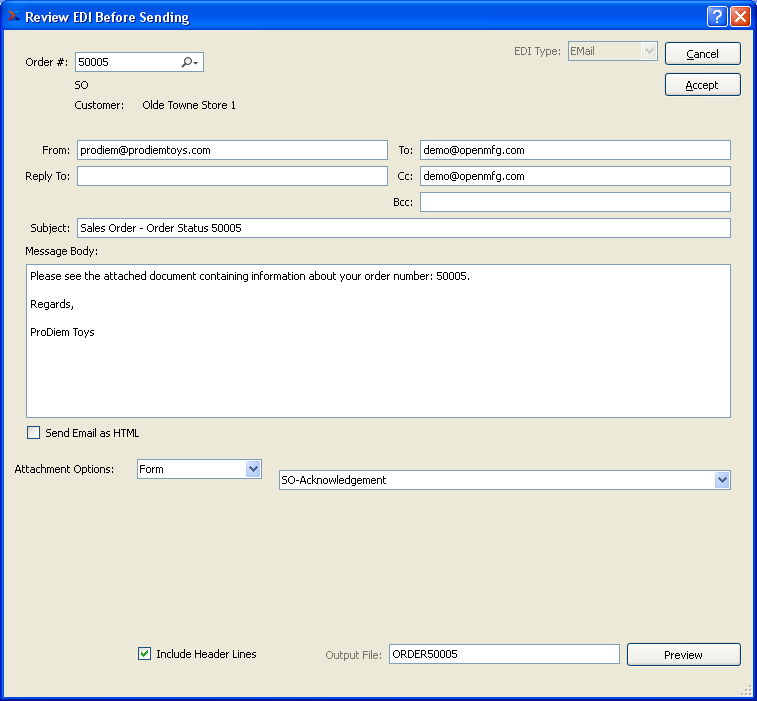 Review EDI Before Sending
Order #: 50005
EDI Type: EMail
Cancel
SO
Accept
Customer: Olde Towne Store 1
From: prodiem@prodiemtoys.com
To: demo@openmfg.com
Reply To:
Cc: demo@openmfg.com
Bcc:
Subject: Sales Order - Order Status 50005
Message Body:
Please see the attached document containing information about your order number: 50005.
Regards,
ProDiem Toys
Send Email as HTML
Attachment Options: Form
SO-Acknowledgement
Include Header Lines
Output File: ORDER50005
Preview